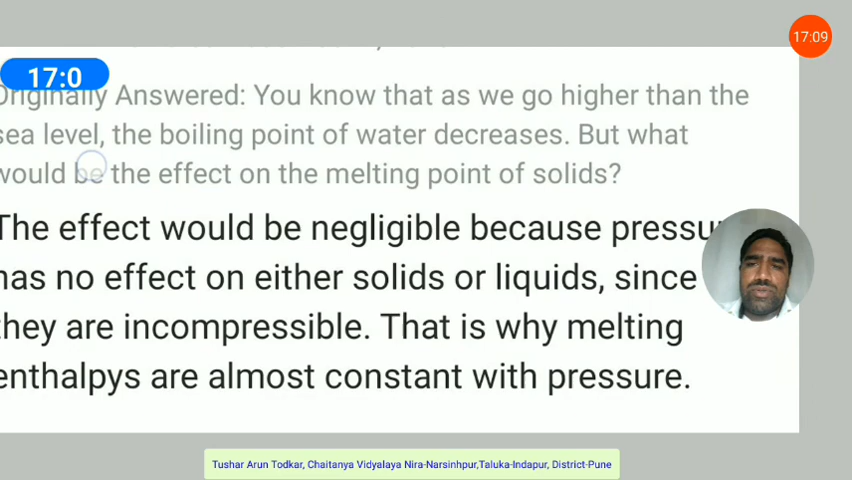 17:09
17:0
Originally Answered: You know that as we go higher than the
sea level, the boiling point of water decreases. But what
would be the effect on the melting point of solids?
The effect would be negligible because pressu
has no effect on either solids or liquids, since
they are incompressible. That is why melting
enthalpys are almost constant with pressure.
Tushar Arun Todkar, Chaitanya Vidyalaya Nira-Narsinhpur,Taluka-Indapur, District-Pune